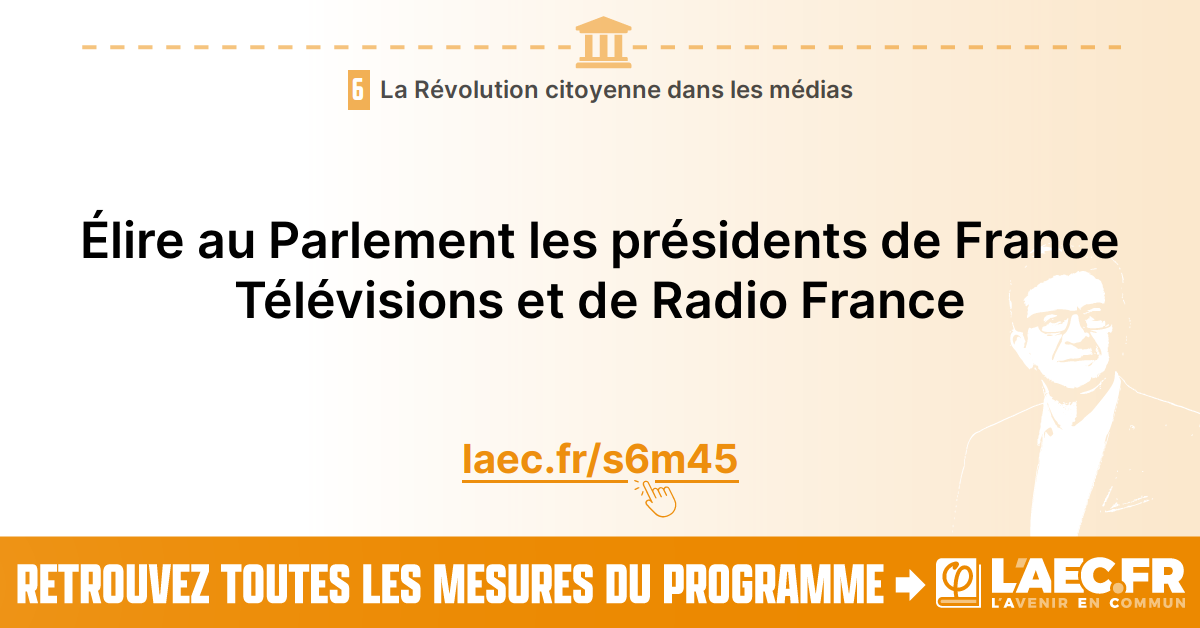 6 La Révolution citoyenne dans les médias
Élire au Parlement les présidents de France
Télévisions et de Radio France
laec.fr/s6m45
RETROUVEZ TOUTES LES MESURES DU PROGRAMME
L'AEC.FR
L'AVENIR EN COMMUN